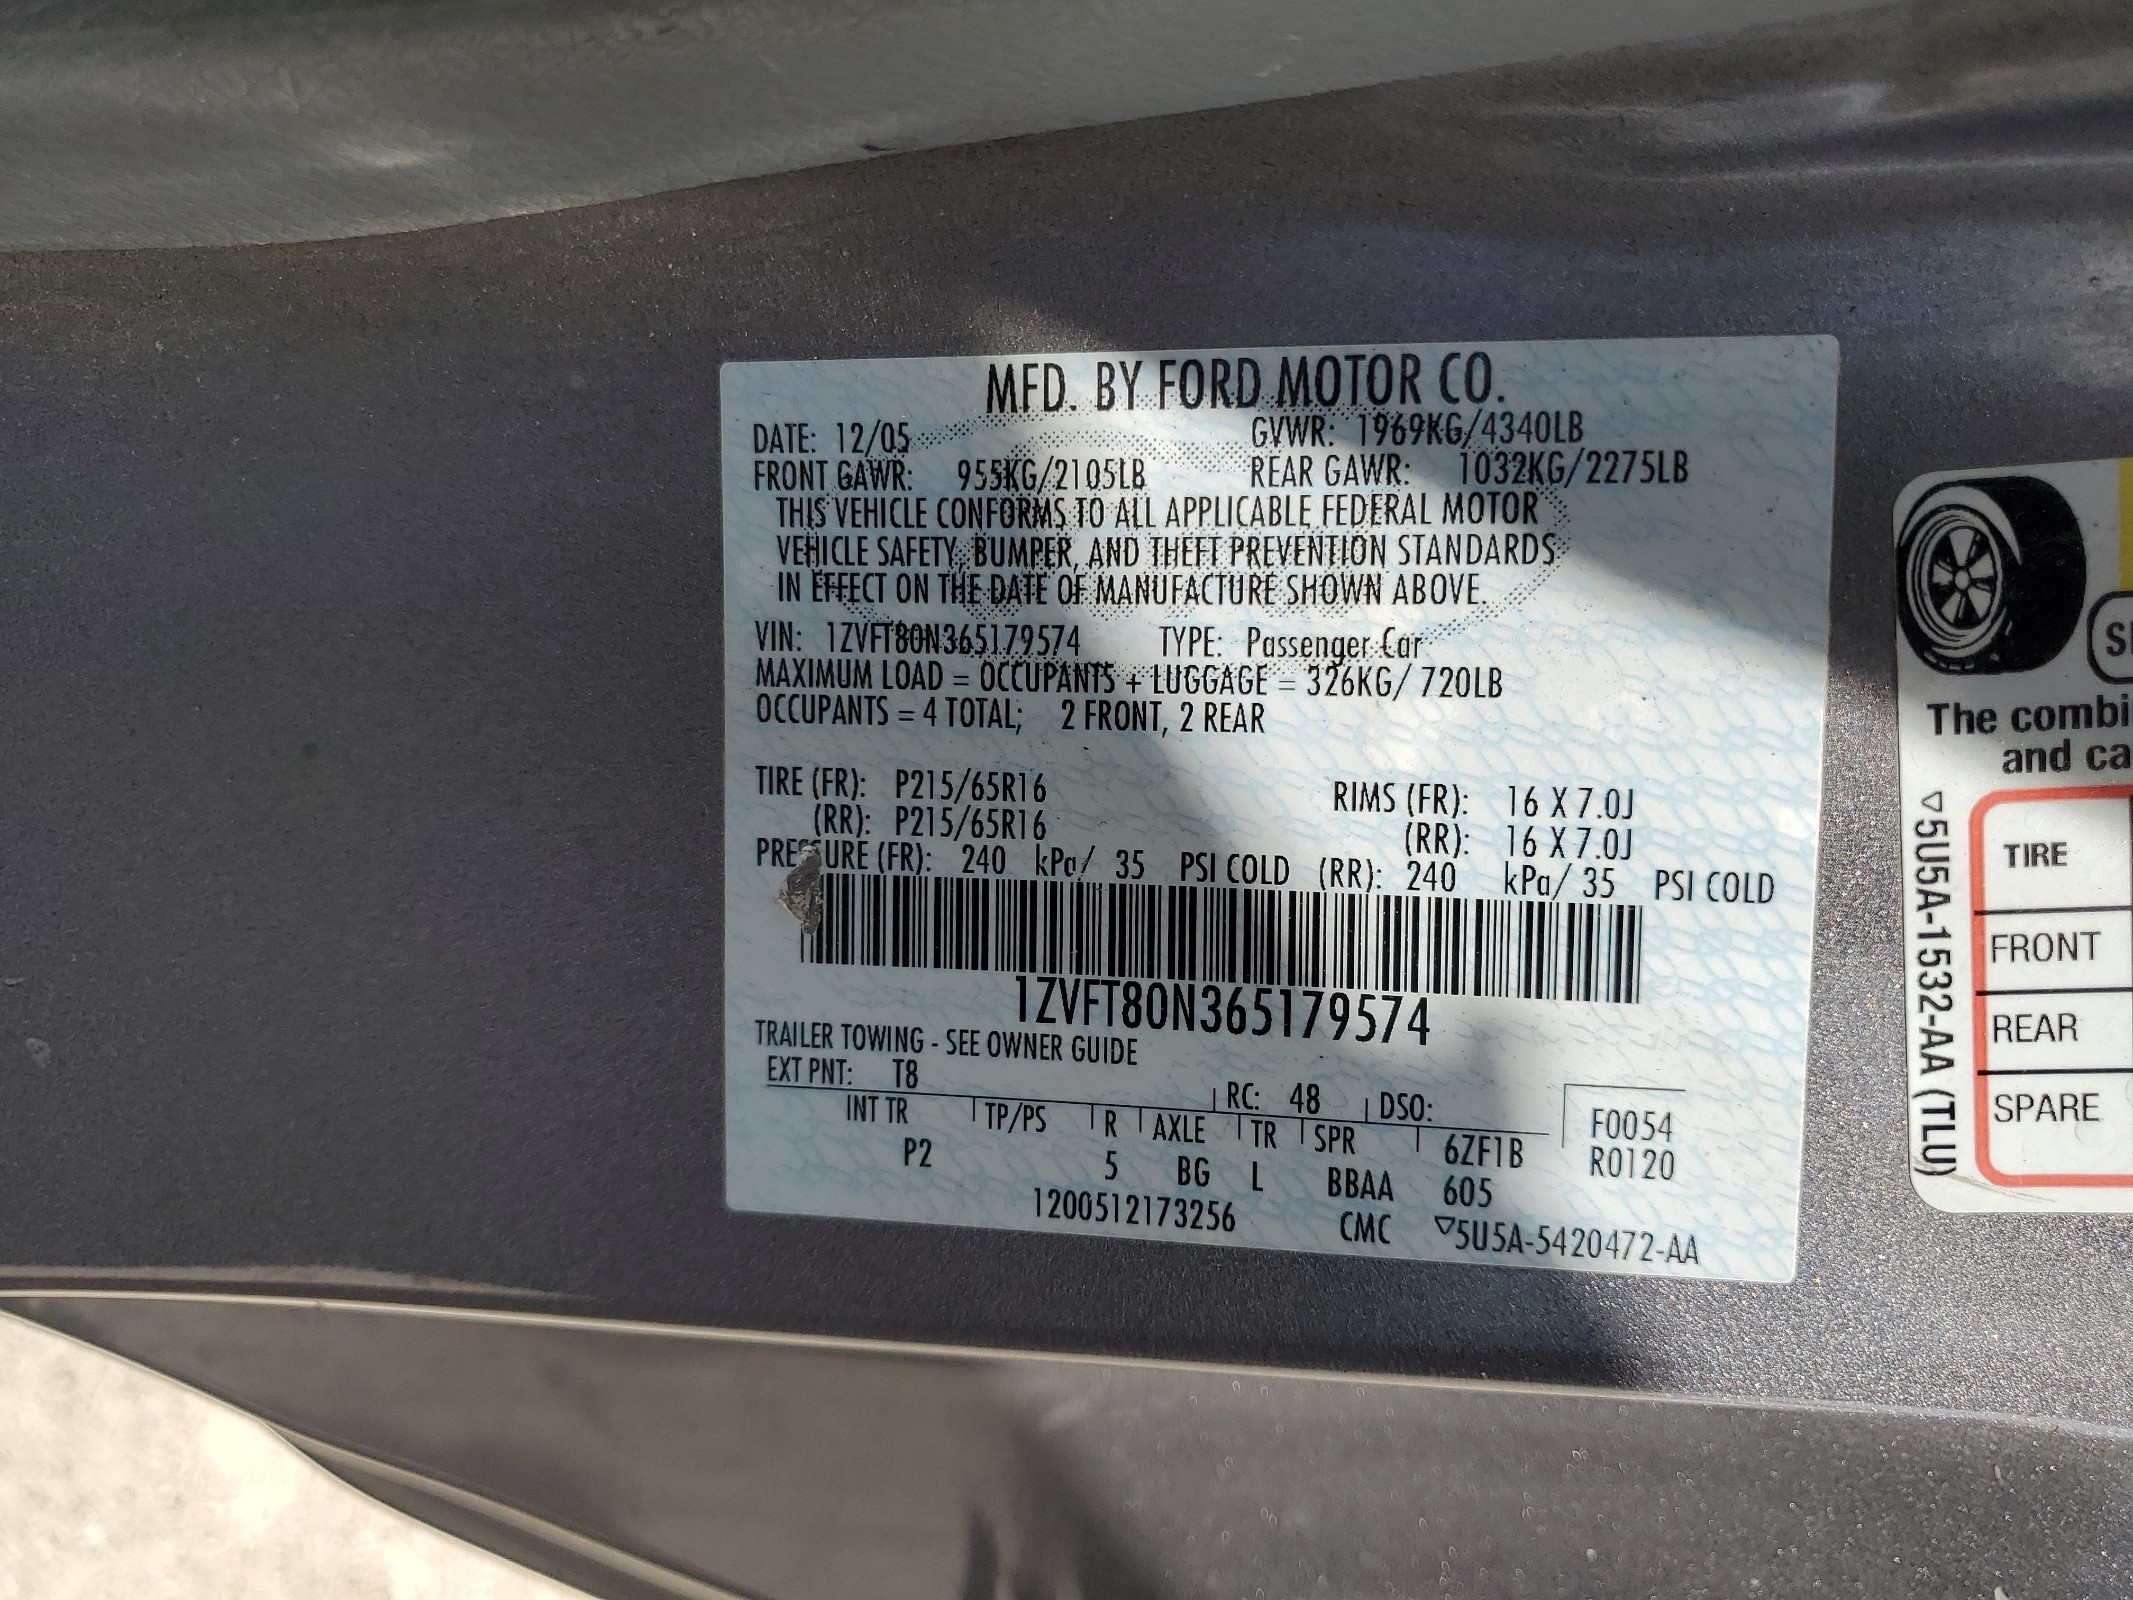 MFD. BY FORD MOTOR CO.
DATE: 12/05 GVWR: 1969KG/4340LB
FRONT GAWR: 955KG/2105LB REAR GAWR: 1032KG/2275LB
THIS VEHICLE CONFORMS TO ALL APPLICABLE FEDERAL MOTOR
VEHICLE SAFETY, BUMPER, AND THEFT PREVENTION STANDARDS
IN EFFECT ON THE DATE OF MANUFACTURE SHOWN ABOVE.
VIN: 1ZVFT80N365179574 TYPE: Passenger Car
MAXIMUM LOAD = OCCUPANTS + LUGGAGE = 326KG/ 720LB
OCCUPANTS = 4 TOTAL; 2 FRONT, 2 REAR
TIRE (FR): P215/65R16 RIMS (FR): 16 X 7.0J
(RR): P215/65R16 (RR): 16 X 7.0J
PRESSURE (FR): 240 kPa/ 35 PSI COLD (RR): 240 kPa/ 35 PSI COLD
1ZVFT80N365179574
TRAILER TOWING - SEE OWNER GUIDE
EXT PNT: T8 RC: 48 DSO: F0054
INT TR TP/PS R AXLE TR SPR 6ZF1B R0120
P2 5 BG L BBAA 605
1200512173256 CMC ▽5U5A-5420472-AA
The combi
and ca
▽5U5A-1532-AA (TLU)
TIRE
FRONT
REAR
SPARE